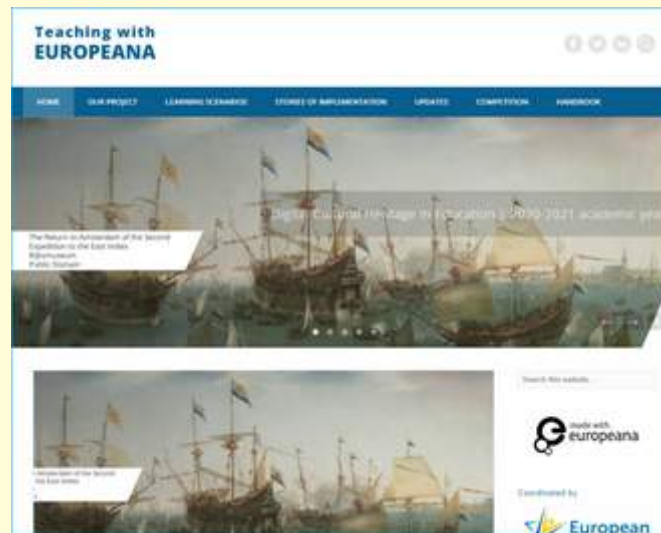 Teaching with
EUROPEANA
HOME OUR PROJECT LEARNING SCENARIOS STORIES OF IMPLEMENTATION UPDATES COMPETITION HANDBOOK
Digital Cultural Heritage in Education | 2020-2021 academic yea
The Return to Amsterdam of the Second
Expedition to the East Indies
Rijksmuseum
Public Domain
Search this website
made with
europeana
Amsterdam of the Second
the East Indies
Coordinated by
European